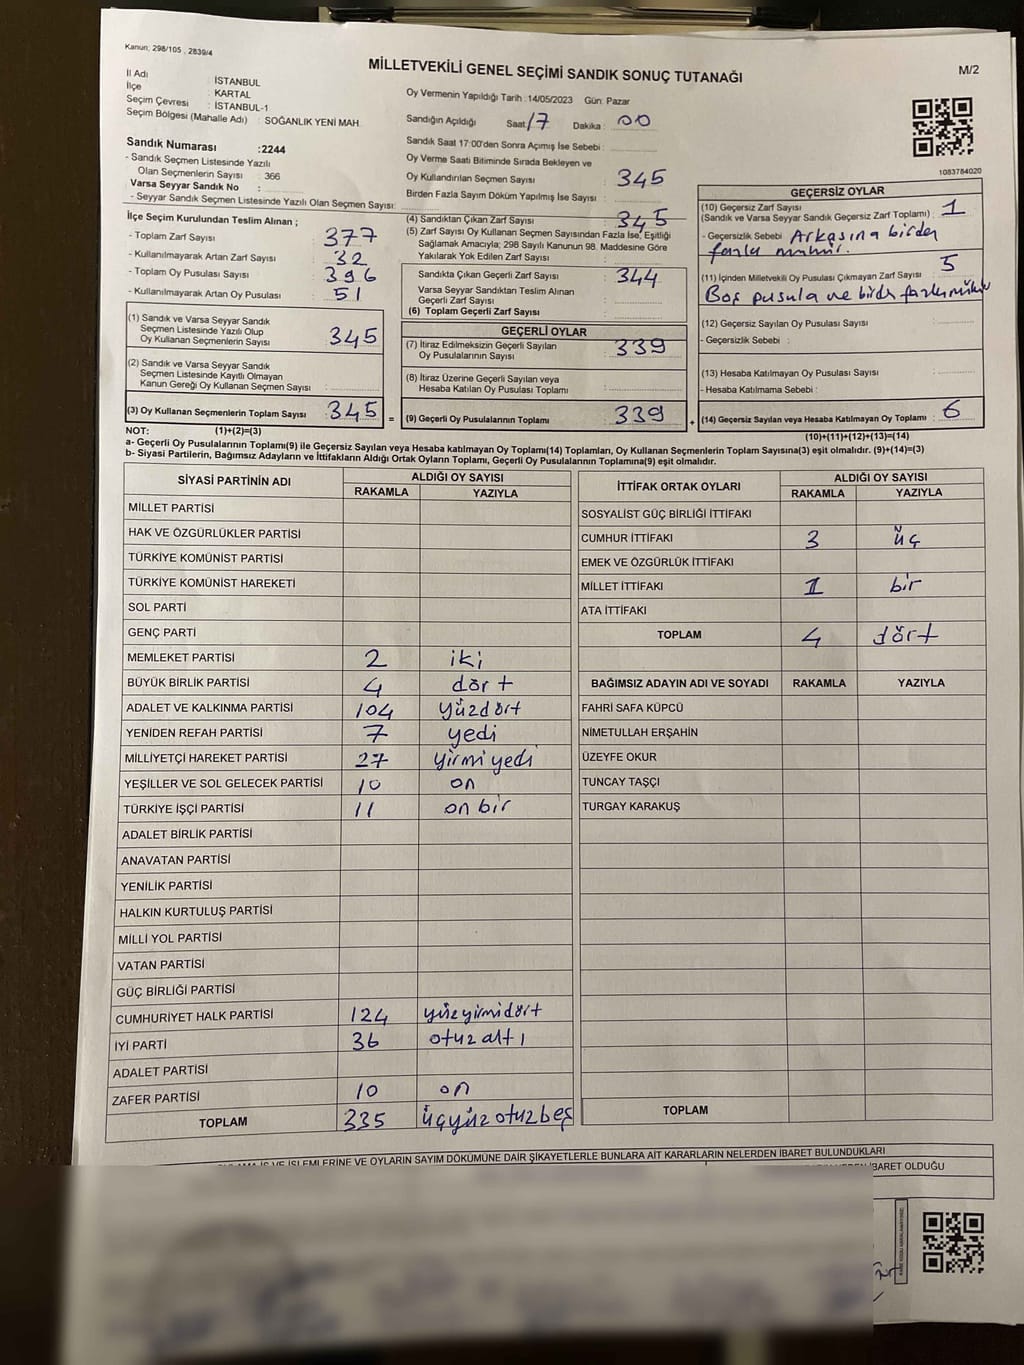 Kanun; 298/105 , 2839/4
MİLLETVEKİLİ GENEL SEÇİMİ SANDIK SONUÇ TUTANAĞI
M/2
İl Adı : İSTANBUL
İlçe : KARTAL
Seçim Çevresi : İSTANBUL-1
Seçim Bölgesi (Mahalle Adı) : SOĞANLIK YENİ MAH.
Sandık Numarası :2244
- Sandık Seçmen Listesinde Yazılı
Olan Seçmenlerin Sayısı : 366
Varsa Seyyar Sandık No :
- Seyyar Sandık Seçmen Listesinde Yazılı Olan Seçmen Sayısı:
Oy Vermenin Yapıldığı Tarih :14/05/2023 Gün: Pazar
Sandığın Açıldığı Saat: 17 Dakika : 00
Sandık Saat 17:00'den Sonra Açımış İse Sebebi :
Oy Verme Saati Bitiminde Sırada Bekleyen ve
Oy Kullandırılan Seçmen Sayısı : 345
Birden Fazla Sayım Döküm Yapılmış İse Sayısı :
1083784020
İlçe Seçim Kurulundan Teslim Alınan ;
- Toplam Zarf Sayısı : 377
- Kullanılmayarak Artan Zarf Sayısı : 32
- Toplam Oy Pusulası Sayısı : 396
- Kullanılmayarak Artan Oy Pusulası : 51
(1) Sandık ve Varsa Seyyar Sandık
Seçmen Listesinde Yazılı Olup
Oy Kullanan Seçmenlerin Sayısı : 345
(2) Sandık ve Varsa Seyyar Sandık
Seçmen Listesinde Kayıtlı Olmayan
Kanun Gereği Oy Kullanan Seçmen Sayısı :
(3) Oy Kullanan Seçmenlerin Toplam Sayısı : 345 =
(4) Sandıktan Çıkan Zarf Sayısı : 345
(5) Zarf Sayısı Oy Kullanan Seçmen Sayısından Fazla İse, Eşitliği
Sağlamak Amacıyla; 298 Sayılı Kanunun 98. Maddesine Göre
Yakılarak Yok Edilen Zarf Sayısı :
Sandıkta Çıkan Geçerli Zarf Sayısı : 344
Varsa Seyyar Sandıktan Teslim Alınan
Geçerli Zarf Sayısı :
(6) Toplam Geçerli Zarf Sayısı :
GEÇERLİ OYLAR
(7) İtiraz Edilmeksizin Geçerli Sayılan
Oy Pusulalarının Sayısı : 339
(8) İtiraz Üzerine Geçerli Sayılan veya
Hesaba Katılan Oy Pusulası Toplamı :
(9) Geçerli Oy Pusulalarının Toplamı : 339 +
GEÇERSİZ OYLAR
(10) Geçersiz Zarf Sayısı
(Sandık ve Varsa Seyyar Sandık Geçersiz Zarf Toplamı) : 1
- Geçersizlik Sebebi : Arkasına birden
fazla mühür.
(11) İçinden Milletvekili Oy Pusulası Çıkmayan Zarf Sayısı : 5
Boş pusula ve
(12) Geçersiz Sayılan Oy Pusulası Sayısı :
- Geçersizlik Sebebi :
(13) Hesaba Katılmayan Oy Pusulası Sayısı :
- Hesaba Katılmama Sebebi :
(14) Geçersiz Sayılan veya Hesaba Katılmayan Oy Toplamı : 6
NOT: (1)+(2)=(3) (10)+(11)+(12)+(13)=(14)
a- Geçerli Oy Pusulalarının Toplamı(9) ile Geçersiz Sayılan veya Hesaba katılmayan Oy Toplamı(14) Toplamları, Oy Kullanan Seçmenlerin Toplam Sayısına(3) eşit olmalıdır. (9)+(14)=(3)
b- Siyasi Partilerin, Bağımsız Adayların ve İttifakların Aldığı Ortak Oyların Toplamı, Geçerli Oy Pusulalarının Toplamına(9) eşit olmalıdır.
SİYASİ PARTİNİN ADI ALDIĞI OY SAYISI
RAKAMLA YAZIYLA
MİLLET PARTİSİ
HAK VE ÖZGÜRLÜKLER PARTİSİ
TÜRKİYE KOMÜNİST PARTİSİ
TÜRKİYE KOMÜNİST HAREKETİ
SOL PARTİ
GENÇ PARTİ
MEMLEKET PARTİSİ 2 iki
BÜYÜK BİRLİK PARTİSİ 4 dört
ADALET VE KALKINMA PARTİSİ 104 yüzdört
YENİDEN REFAH PARTİSİ 7 yedi
MİLLİYETÇİ HAREKET PARTİSİ 27 yirmi yedi
YEŞİLLER VE SOL GELECEK PARTİSİ 10 on
TÜRKİYE İŞÇİ PARTİSİ 11 on bir
ADALET BİRLİK PARTİSİ
ANAVATAN PARTİSİ
YENİLİK PARTİSİ
HALKIN KURTULUŞ PARTİSİ
MİLLİ YOL PARTİSİ
VATAN PARTİSİ
GÜÇ BİRLİĞİ PARTİSİ
CUMHURİYET HALK PARTİSİ 124 yüzyirmidört
İYİ PARTİ 36 otuz altı
ADALET PARTİSİ
ZAFER PARTİSİ 10 on
TOPLAM 335 üçyüz otuzbeş
İTTİFAK ORTAK OYLARI ALDIĞI OY SAYISI
RAKAMLA YAZIYLA
SOSYALİST GÜÇ BİRLİĞİ İTTİFAKI
CUMHUR İTTİFAKI 3 üç
EMEK VE ÖZGÜRLÜK İTTİFAKI
MİLLET İTTİFAKI 1 bir
ATA İTTİFAKI
TOPLAM 4 dört
BAĞIMSIZ ADAYIN ADI VE SOYADI RAKAMLA YAZIYLA
FAHRİ SAFA KÜPCÜ
NİMETULLAH ERŞAHİN
ÜZEYFE OKUR
TUNCAY TAŞÇI
TURGAY KARAKUŞ
TOPLAM
İŞLEMLERİNE VE OYLARIN SAYIM DÖKÜMÜNE DAİR ŞİKAYETLERLE BUNLARA AİT KARARLARIN NELERDEN İBARET BULUNDUKLARI
İBARET OLDUĞU